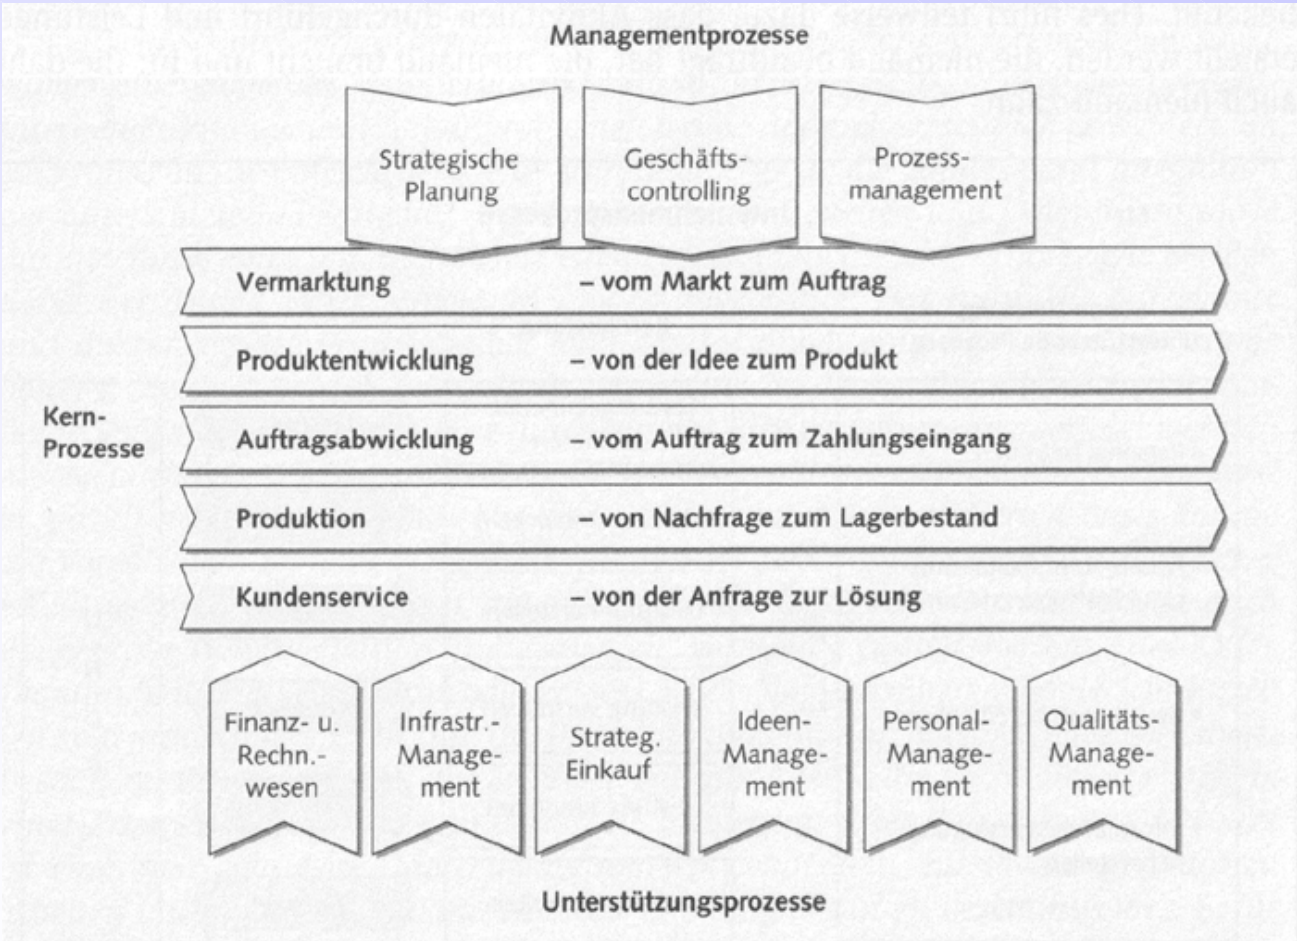 Managementprozesse
Strategische
Planung
Geschäfts-
controlling
Prozess-
management
Vermarktung – vom Markt zum Auftrag
Produktentwicklung – von der Idee zum Produkt
Kern-
Prozesse
Auftragsabwicklung – vom Auftrag zum Zahlungseingang
Produktion – von Nachfrage zum Lagerbestand
Kundenservice – von der Anfrage zur Lösung
Finanz- u.
Rechn.-
wesen
Infrastr.-
Manage-
ment
Strateg.
Einkauf
Ideen-
Manage-
ment
Personal-
Manage-
ment
Qualitäts-
Manage-
ment
Unterstützungsprozesse